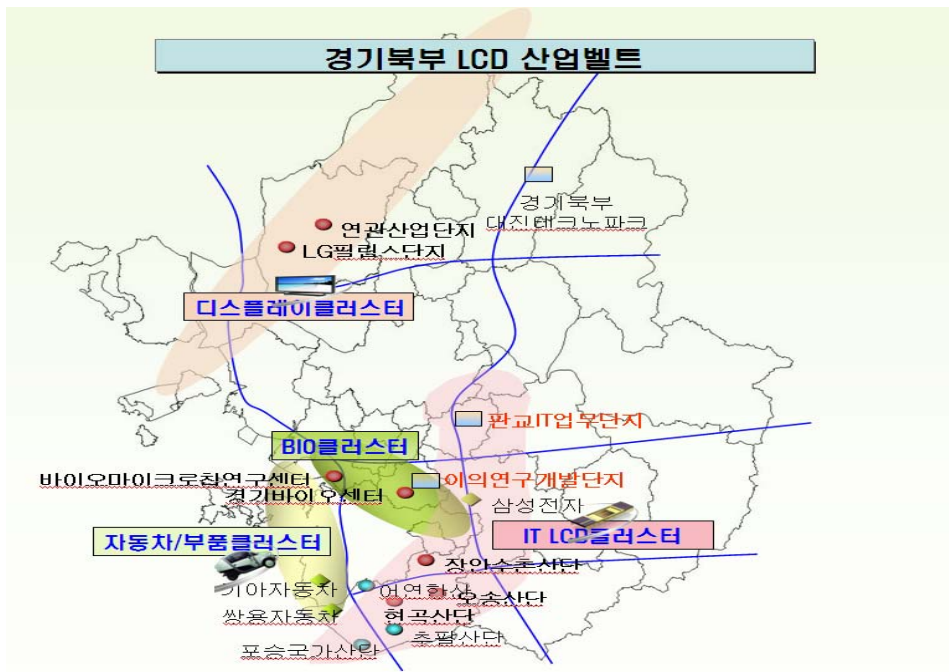 경기북부 LCD 산업벨트
경기북부
대진테크노파크
연관산업단지
LG필립스단지
디스플레이클러스터
판교IT업무단지
BIO클러스터
바이오마이크로칩연구센터
이의연구개발단지
경기바이오센터
삼성전자
IT LCD클러스터
자동차/부품클러스터
장안수촌산단
기아자동차
어연한산
오송산단
쌍용자동차
현곡산단
추팔산단
포승국가산단